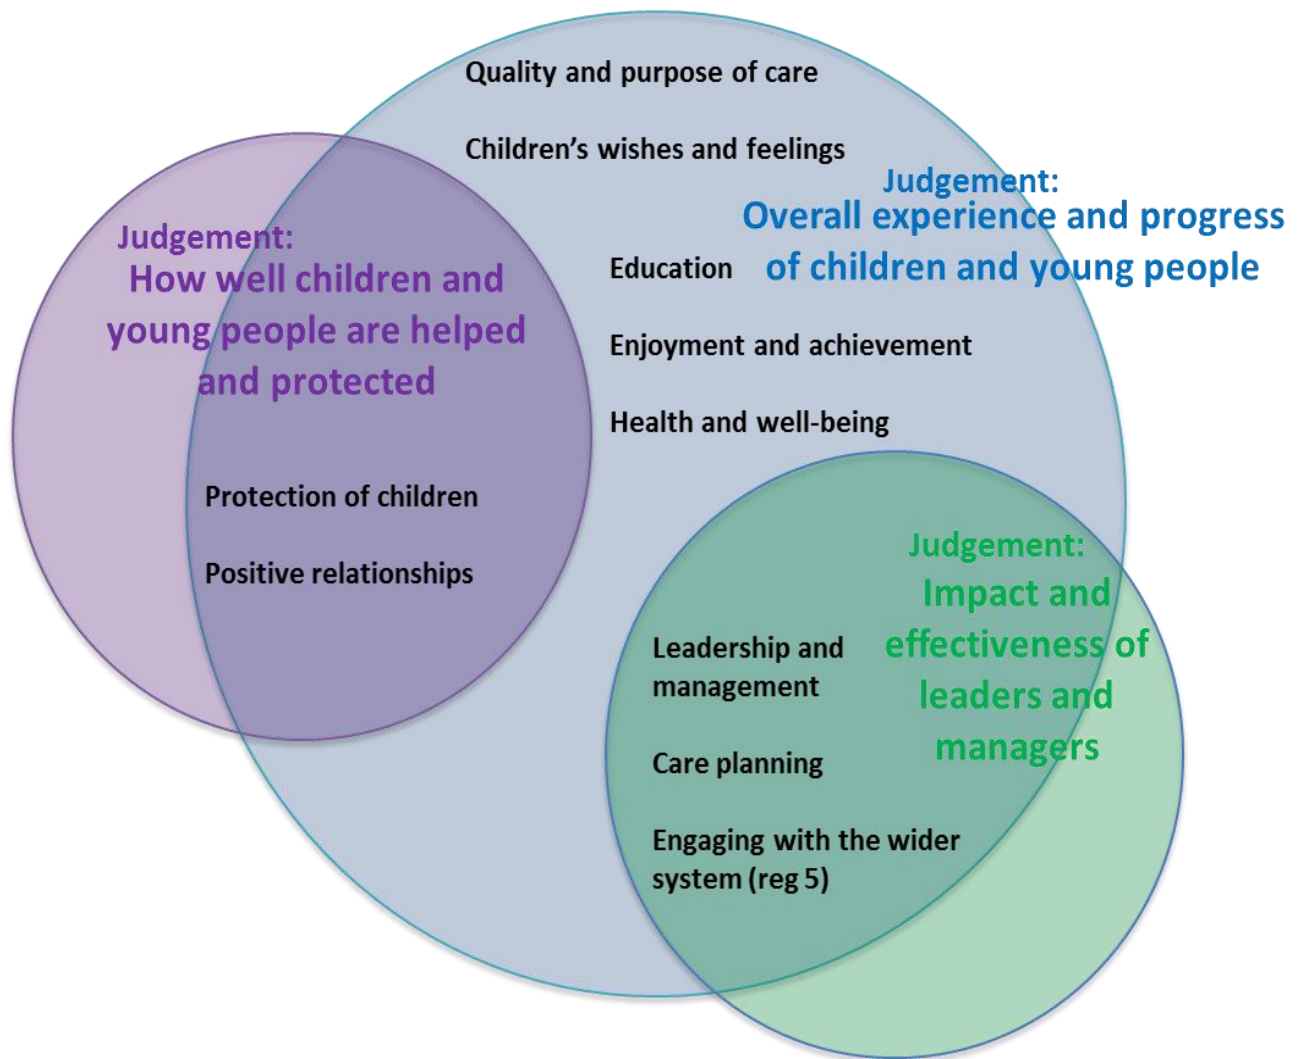 Quality and purpose of care
Children’s wishes and feelings
Judgement:
Overall experience and progress
of children and young people
Judgement:
How well children and
young people are helped
and protected
Education
Enjoyment and achievement
Health and well-being
Protection of children
Positive relationships
Judgement:
Impact and
effectiveness of
leaders and
managers
Leadership and
management
Care planning
Engaging with the wider
system (reg 5)